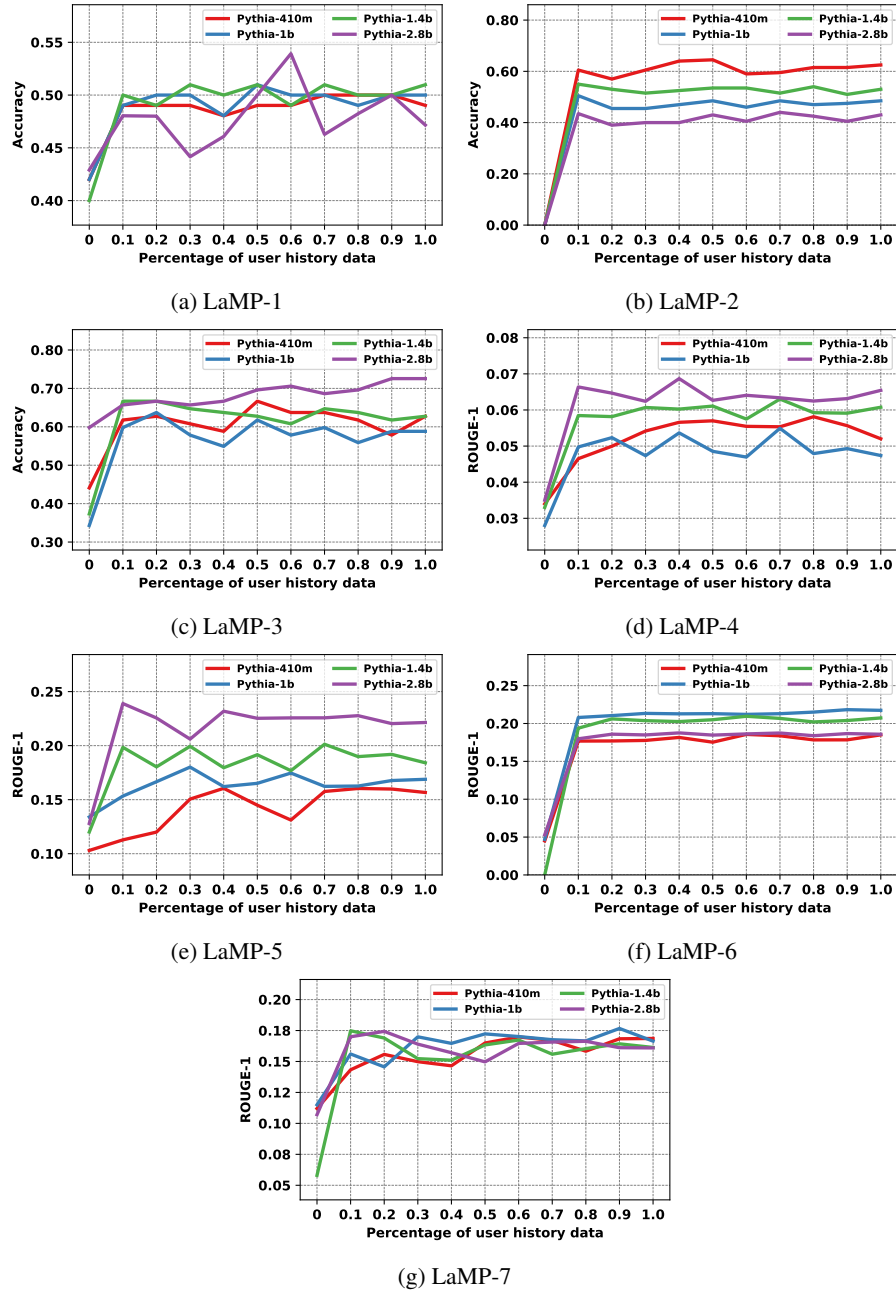 Pythia-410m Pythia-1.4b
Pythia-1b Pythia-2.8b
0.55
0.50
0.45
0.40
Accuracy
0 0.1 0.2 0.3 0.4 0.5 0.6 0.7 0.8 0.9 1.0
Percentage of user history data
(a) LaMP-1
Pythia-410m Pythia-1.4b
Pythia-1b Pythia-2.8b
0.80
0.60
0.40
0.20
0.00
Accuracy
0 0.1 0.2 0.3 0.4 0.5 0.6 0.7 0.8 0.9 1.0
Percentage of user history data
(b) LaMP-2
Pythia-410m Pythia-1.4b
Pythia-1b Pythia-2.8b
0.80
0.70
0.60
0.50
0.40
0.30
Accuracy
0 0.1 0.2 0.3 0.4 0.5 0.6 0.7 0.8 0.9 1.0
Percentage of user history data
(c) LaMP-3
Pythia-410m Pythia-1.4b
Pythia-1b Pythia-2.8b
0.08
0.07
0.06
0.05
0.04
0.03
ROUGE-1
0 0.1 0.2 0.3 0.4 0.5 0.6 0.7 0.8 0.9 1.0
Percentage of user history data
(d) LaMP-4
Pythia-410m Pythia-1.4b
Pythia-1b Pythia-2.8b
0.25
0.20
0.15
0.10
ROUGE-1
0 0.1 0.2 0.3 0.4 0.5 0.6 0.7 0.8 0.9 1.0
Percentage of user history data
(e) LaMP-5
Pythia-410m Pythia-1.4b
Pythia-1b Pythia-2.8b
0.25
0.20
0.15
0.10
0.05
0.00
ROUGE-1
0 0.1 0.2 0.3 0.4 0.5 0.6 0.7 0.8 0.9 1.0
Percentage of user history data
(f) LaMP-6
Pythia-410m Pythia-1.4b
Pythia-1b Pythia-2.8b
0.20
0.18
0.15
0.12
0.10
0.08
0.05
ROUGE-1
0 0.1 0.2 0.3 0.4 0.5 0.6 0.7 0.8 0.9 1.0
Percentage of user history data
(g) LaMP-7